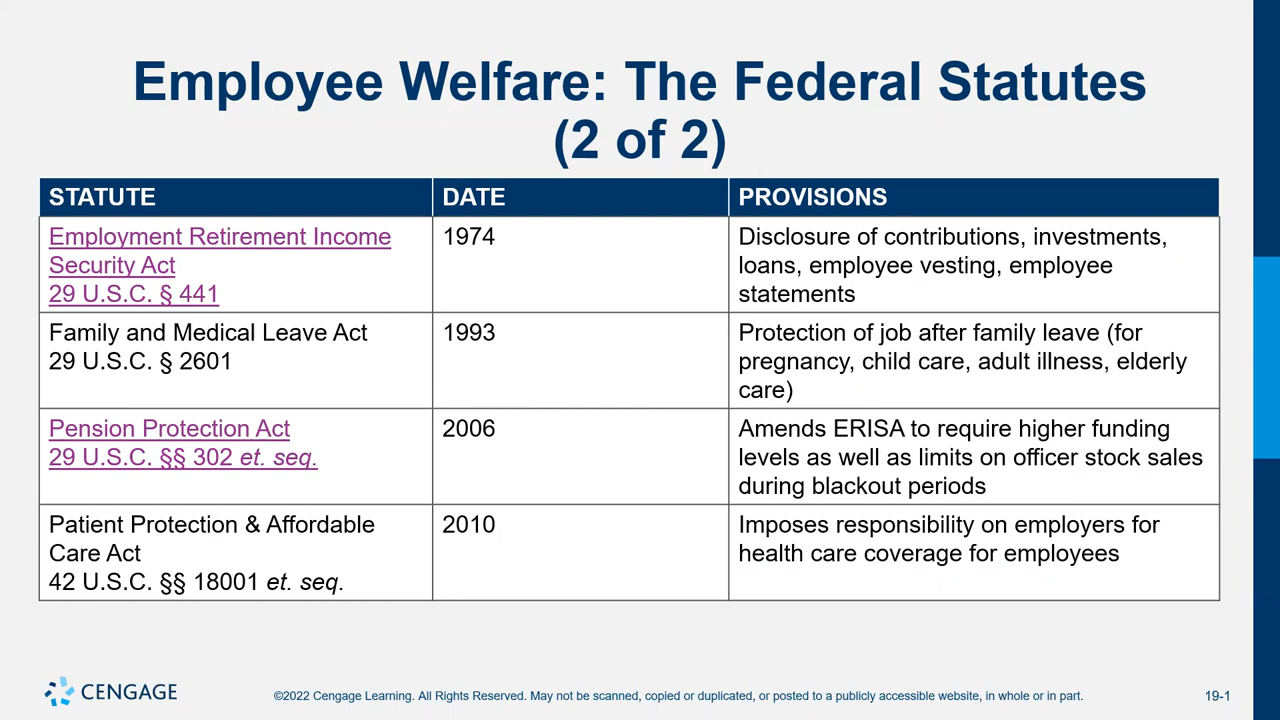 Employee Welfare: The Federal Statutes
(2 of 2)
STATUTE DATE PROVISIONS
Employment Retirement Income
Security Act
29 U.S.C. § 441
1974
Disclosure of contributions, investments,
loans, employee vesting, employee
statements
Family and Medical Leave Act
29 U.S.C. § 2601
1993
Protection of job after family leave (for
pregnancy, child care, adult illness, elderly
care)
Pension Protection Act
29 U.S.C. §§ 302 et. seq.
2006
Amends ERISA to require higher funding
levels as well as limits on officer stock sales
during blackout periods
Patient Protection & Affordable
Care Act
42 U.S.C. §§ 18001 et. seq.
2010
Imposes responsibility on employers for
health care coverage for employees
CENGAGE
©2022 Cengage Learning. All Rights Reserved. May not be scanned, copied or duplicated, or posted to a publicly accessible website, in whole or in part.
19-1